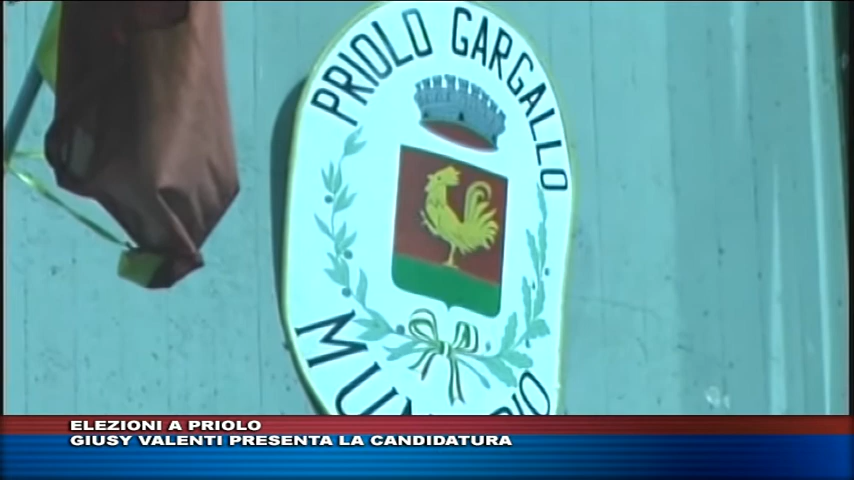 PRIOLO GARGALLO
ELEZIONI A PRIOLO
GIUSY VALENTI PRESENTA LA CANDIDATURA